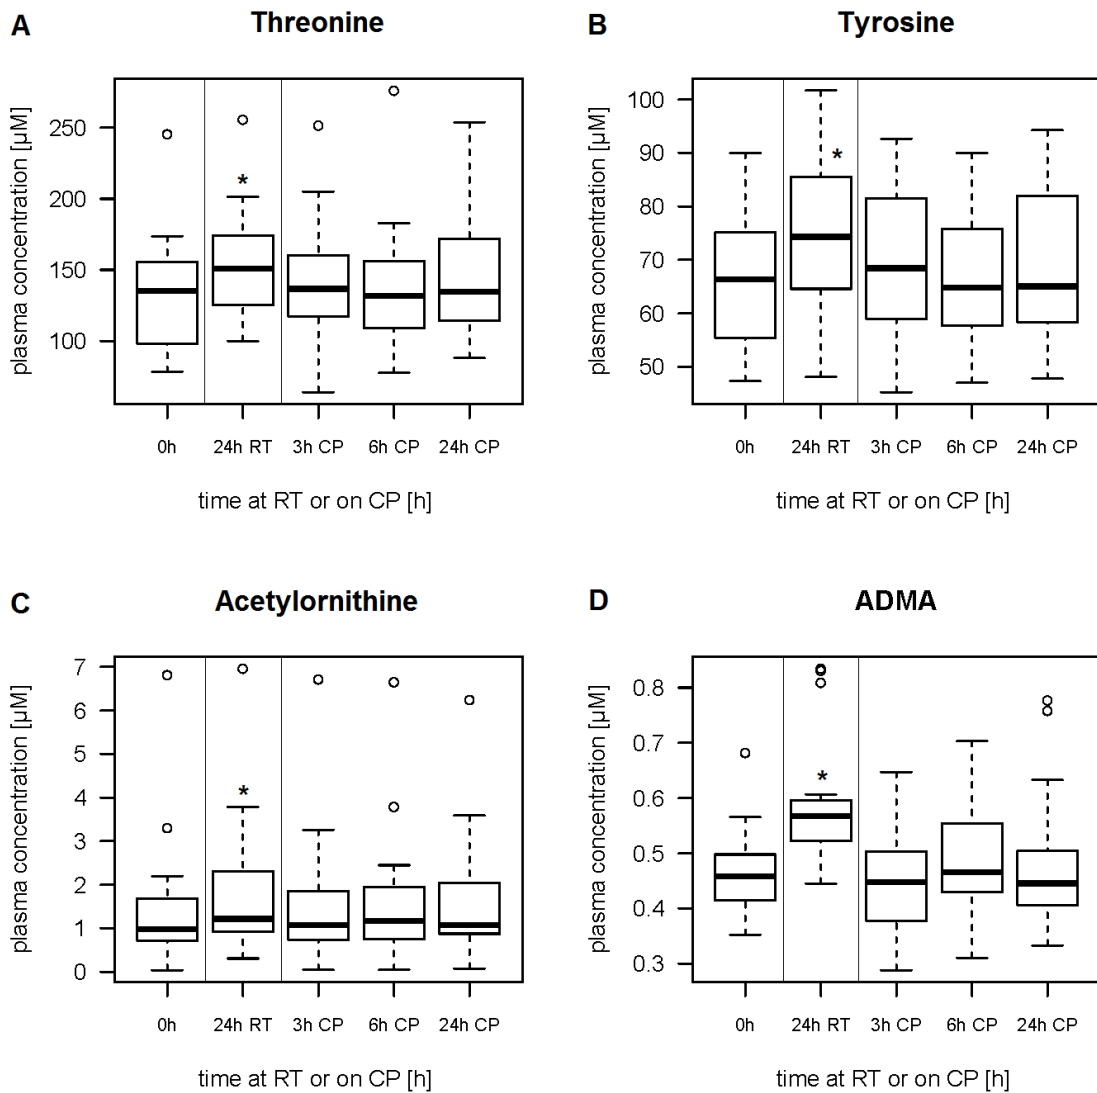 A Threonine
plasma concentration [µM]
250
200
150
100
*
0h 24h RT 3h CP 6h CP 24h CP
time at RT or on CP [h]
B Tyrosine
plasma concentration [µM]
100
90
80
70
60
50
*
0h 24h RT 3h CP 6h CP 24h CP
time at RT or on CP [h]
C Acetylornithine
plasma concentration [µM]
7
6
5
4
3
2
1
0
*
0h 24h RT 3h CP 6h CP 24h CP
time at RT or on CP [h]
D ADMA
plasma concentration [µM]
0.8
0.7
0.6
0.5
0.4
0.3
*
0h 24h RT 3h CP 6h CP 24h CP
time at RT or on CP [h]